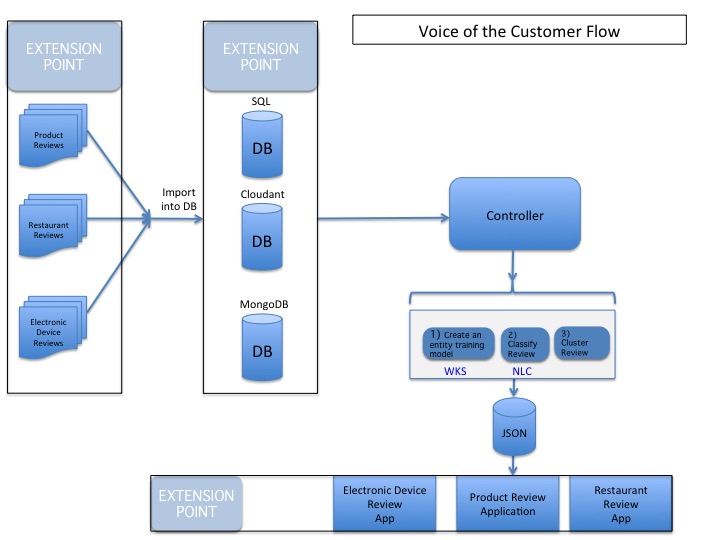 Voice of the Customer Flow
EXTENSION
POINT
Product
Reviews
Restaurant
Reviews
Electronic
Device
Reviews
Import
into DB
EXTENSION
POINT
SQL
DB
Cloudant
DB
MongoDB
DB
Controller
1) Create an
entity training
model
WKS
2)
Classify
Review
NLC
3)
Cluster
Review
JSON
EXTENSION
POINT
Electronic Device
Review
App
Product Review
Application
Restaurant
Review
App